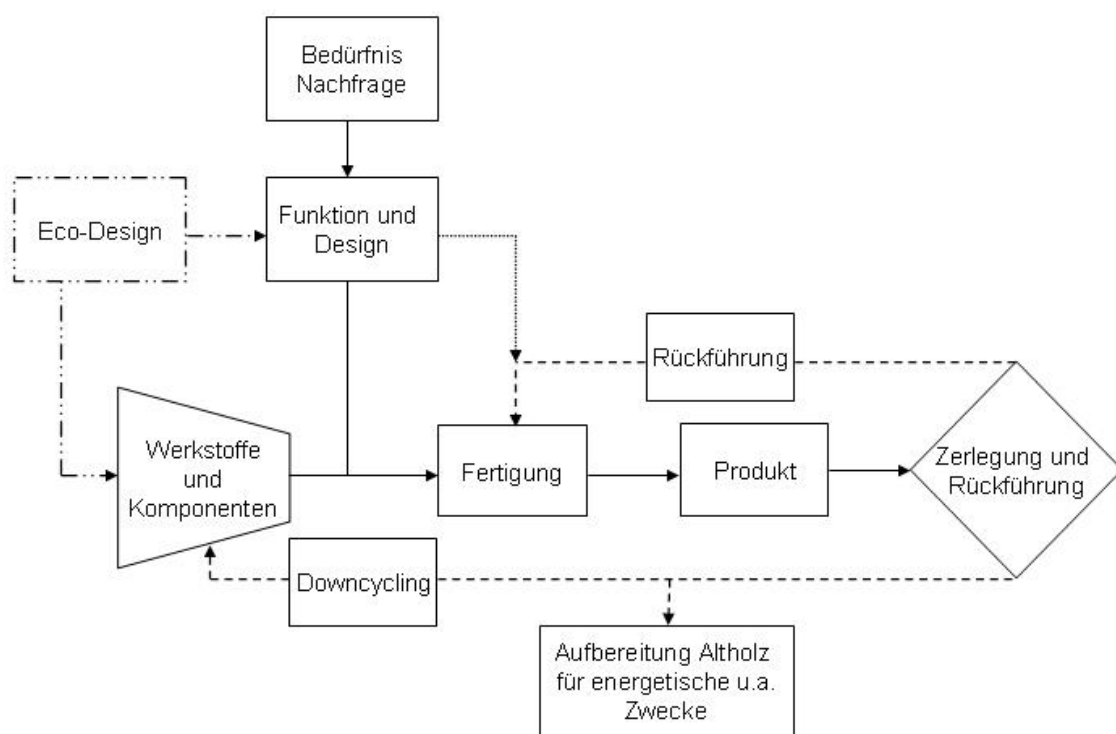 Bedürfnis
Nachfrage
Eco-Design
Funktion und
Design
Rückführung
Werkstoffe
und
Komponenten
Fertigung
Produkt
Zerlegung und
Rückführung
Downcycling
Aufbereitung Altholz
für energetische u.a.
Zwecke